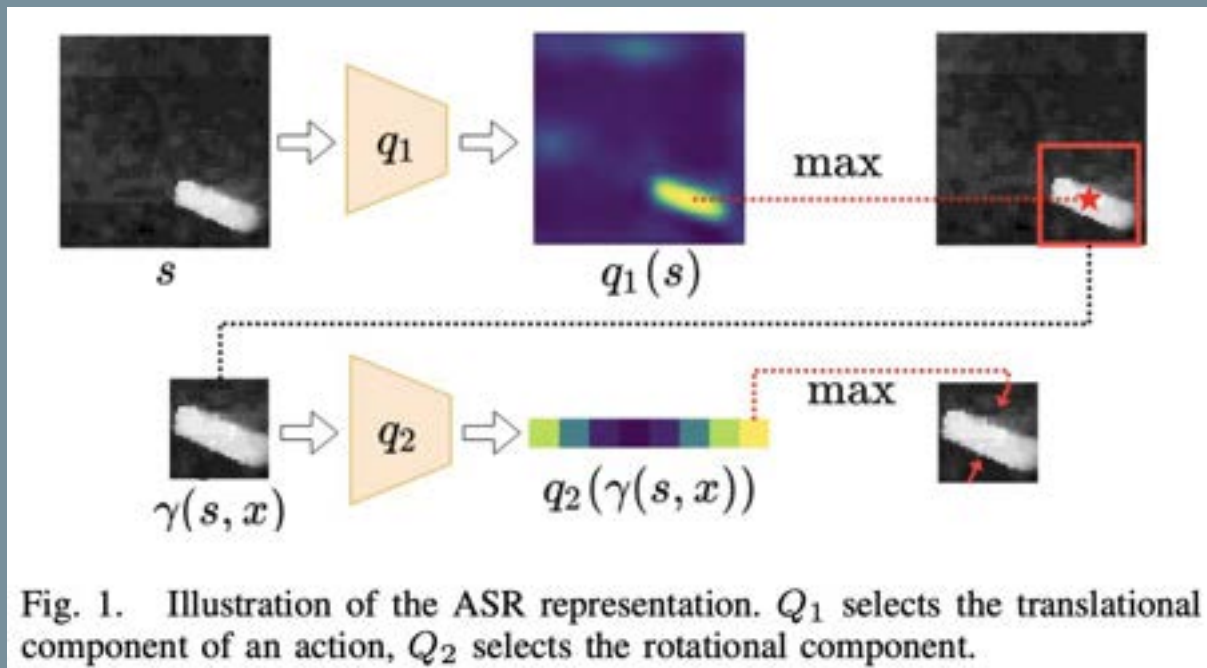 q₁
max
s
q₁(s)
q₂
max
γ(s, x)
q₂(γ(s, x))
Fig. 1. Illustration of the ASR representation. Q₁ selects the translational
component of an action, Q₂ selects the rotational component.